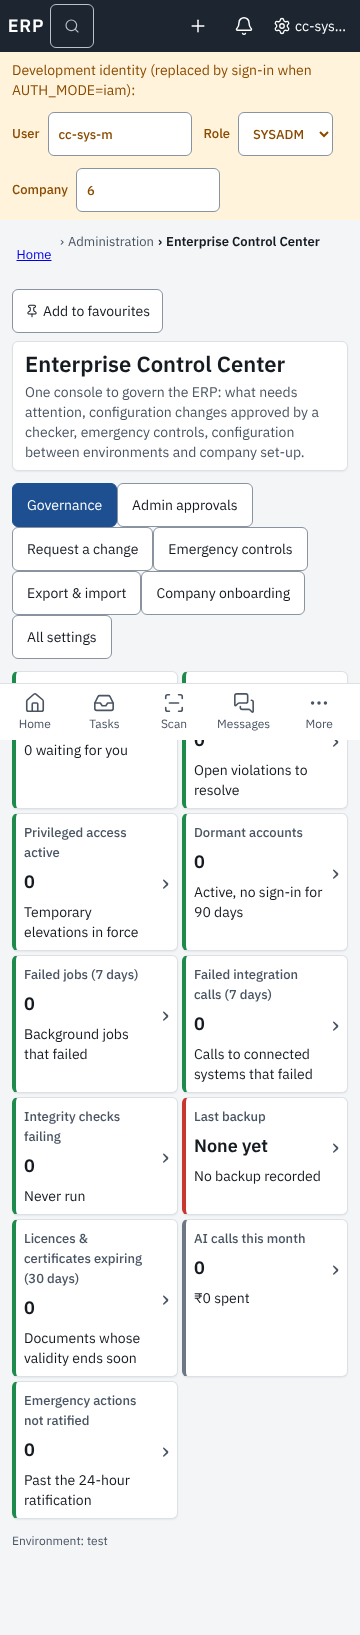 ERP
cc-sys...
Development identity (replaced by sign-in when
AUTH_MODE=iam):
User cc-sys-m Role SYSADM
Company 6
Home › Administration › Enterprise Control Center
Add to favourites
Enterprise Control Center
One console to govern the ERP: what needs
attention, configuration changes approved by a
checker, emergency controls, configuration
between environments and company set-up.
Governance Admin approvals
Request a change Emergency controls
Export & import Company onboarding
All settings
Home Tasks Scan Messages More
0 waiting for you
0
Open violations to
resolve
Privileged access
active
0
Temporary
elevations in force
Dormant accounts
0
Active, no sign-in for
90 days
Failed jobs (7 days)
0
Background jobs
that failed
Failed integration
calls (7 days)
0
Calls to connected
systems that failed
Integrity checks
failing
0
Never run
Last backup
None yet
No backup recorded
Licences &
certificates expiring
(30 days)
0
Documents whose
validity ends soon
AI calls this month
0
₹0 spent
Emergency actions
not ratified
0
Past the 24-hour
ratification
Environment: test